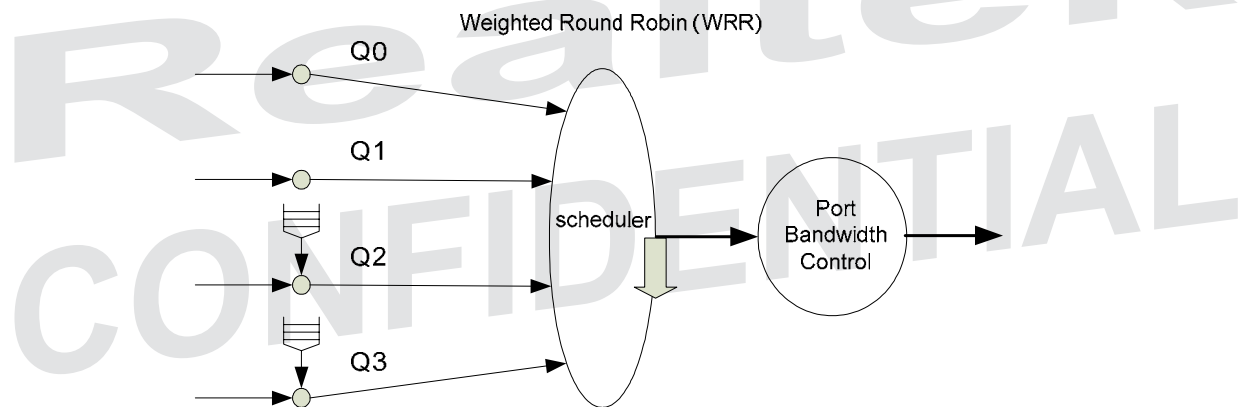 Weighted Round Robin (WRR)
Realtek
CONFIDENTIAL
Q0
Q1
Q2
Q3
scheduler
Port
Bandwidth
Control